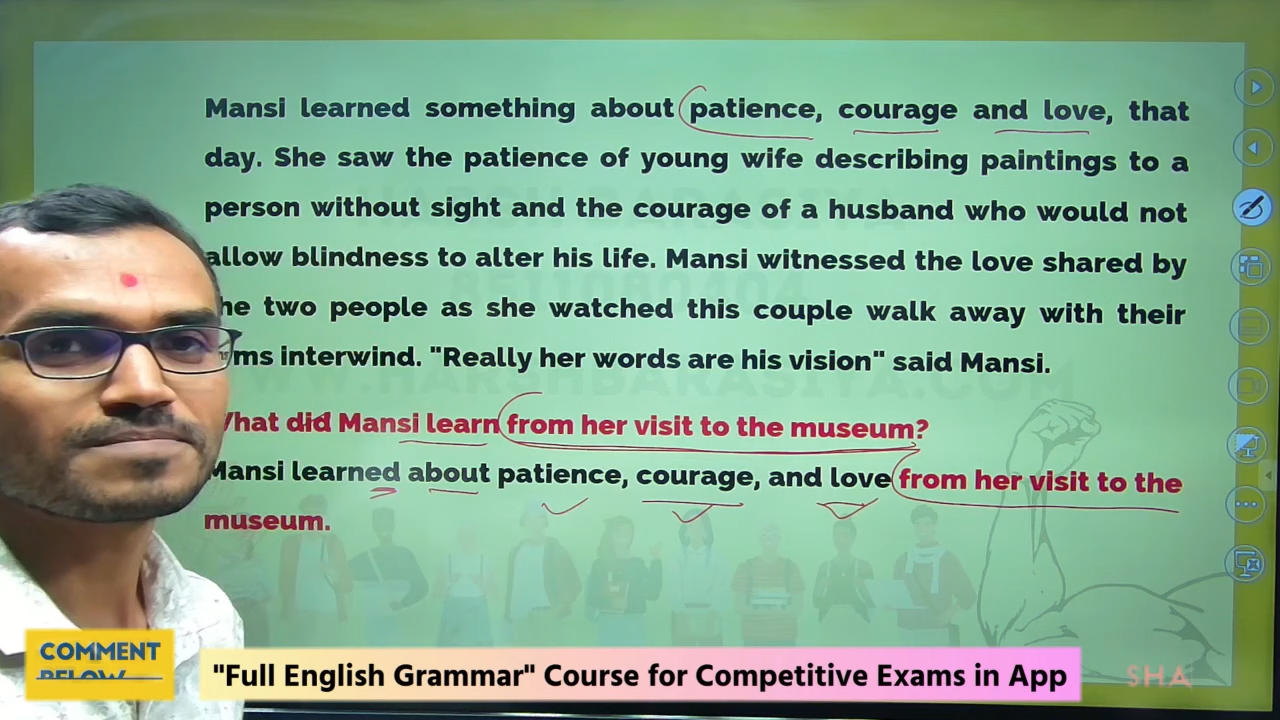 Mansi learned something about patience, courage and love, that
day. She saw the patience of young wife describing paintings to a
person without sight and the courage of a husband who would not
allow blindness to alter his life. Mansi witnessed the love shared by
he two people as she watched this couple walk away with their
ms interwind. "Really her words are his vision" said Mansi.
What did Mansi learn from her visit to the museum?
Mansi learned about patience, courage, and love from her visit to the
museum.
COMMENT
BELOW
"Full English Grammar" Course for Competitive Exams in App
SHA